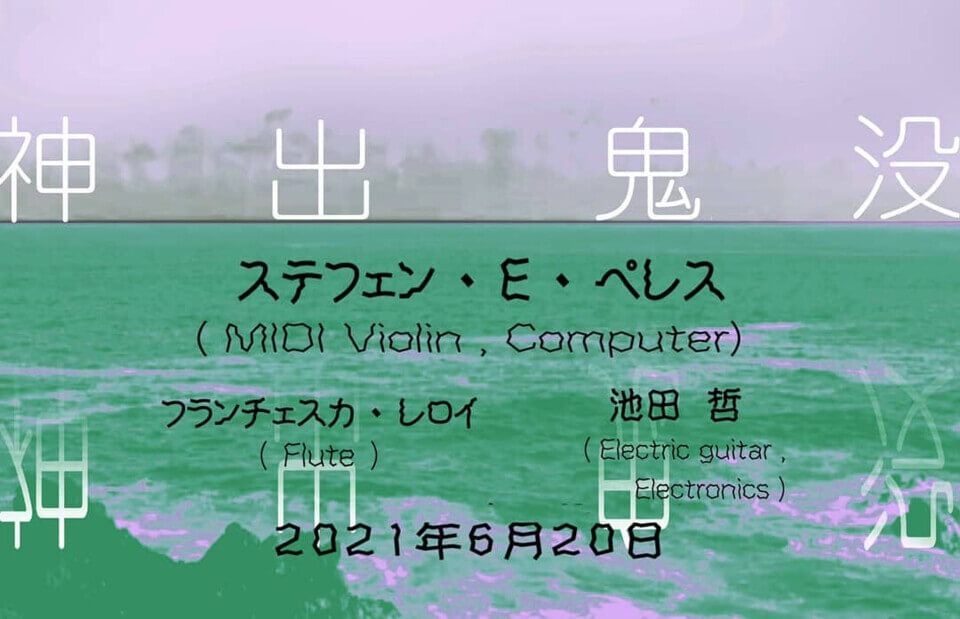 神出鬼没
ステフェン・E・ペレス
( MIDI Violin , Computer)
フランチェスカ・レロイ
( Flute )
池田 哲
( Electric guitar ,
Electronics )
2021年6月20日